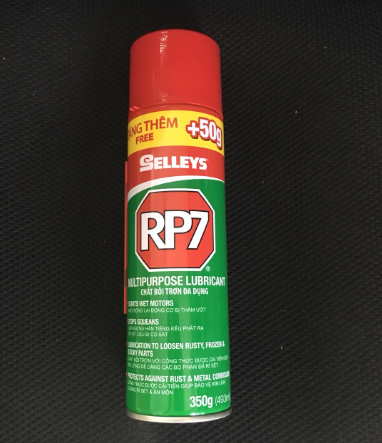 TẶNG THÊM
FREE
+50g
SELLEYS
RP7
®
MULTIPURPOSE LUBRICANT
CHẤT BÔI TRƠN ĐA DỤNG
STARTS WET MOTORS
STOPS SQUEAKS
LUBRICATION TO LOOSEN RUSTY, FROZEN &
STICKY PARTS
PROTECTS AGAINST RUST & METAL CORROSION
350g